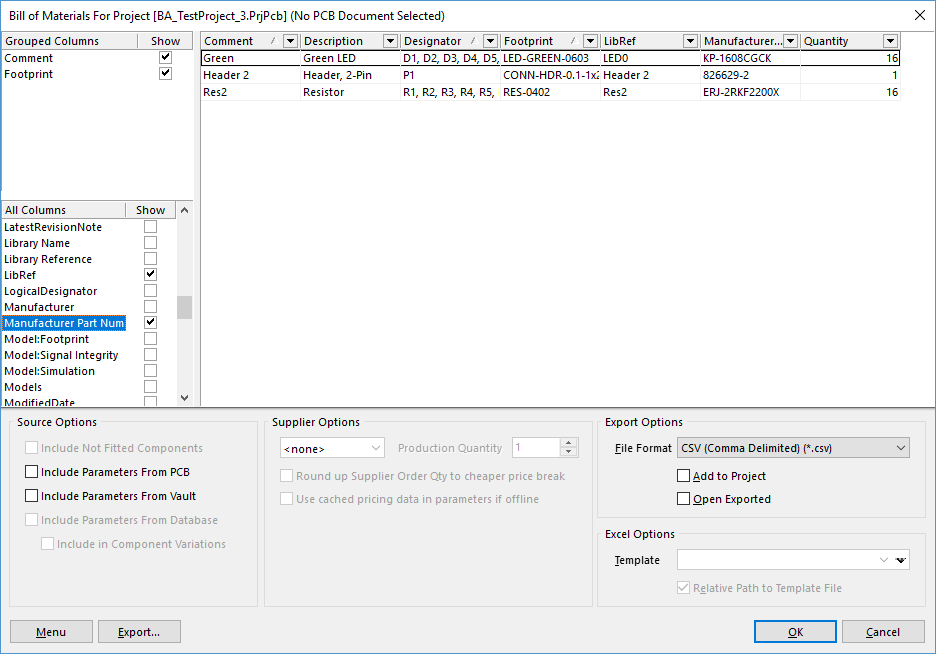 Bill of Materials For Project [BA_TestProject_3.PrjPcb] (No PCB Document Selected)
Grouped Columns Show
Comment
Footprint
Comment Description Designator Footprint LibRef Manufacturer... Quantity
Green Green LED D1, D2, D3, D4, D5, LED-GREEN-0603 LED0 KP-1608CGCK 16
Header 2 Header, 2-Pin P1 CONN-HDR-0.1-1x2 Header 2 826629-2 1
Res2 Resistor R1, R2, R3, R4, R5, RES-0402 Res2 ERJ-2RKF2200X 16
All Columns Show
LatestRevisionNote
Library Name
Library Reference
LibRef
LogicalDesignator
Manufacturer
Manufacturer Part Num
Model:Footprint
Model:Signal Integrity
Model:Simulation
Models
ModifiedDate
Source Options
Include Not Fitted Components
Include Parameters From PCB
Include Parameters From Vault
Include Parameters From Database
Include in Component Variations
Supplier Options
<none> Production Quantity 1
Round up Supplier Order Qty to cheaper price break
Use cached pricing data in parameters if offline
Export Options
File Format CSV (Comma Delimited) (*.csv)
Add to Project
Open Exported
Excel Options
Template
Relative Path to Template File
Menu Export... OK Cancel